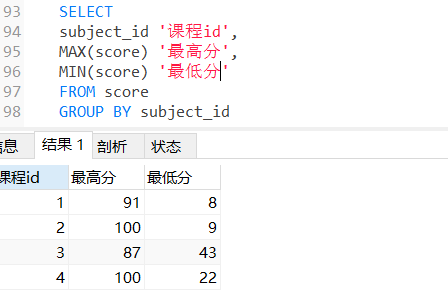 93 SELECT
94 subject_id '课程id',
95 MAX(score) '最高分',
96 MIN(score) '最低分'
97 FROM score
98 GROUP BY subject_id
信息 结果 1 剖析 状态
课程id 最高分 最低分
1 91 8
2 100 9
3 87 43
4 100 22